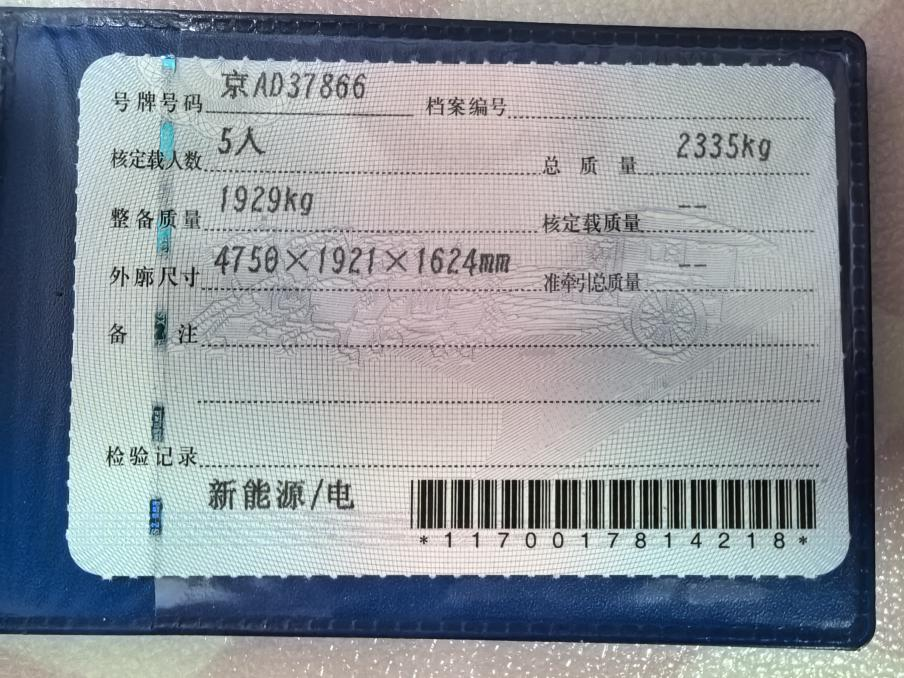 号牌号码 京AD37866 档案编号
核定载人数 5人 总质量 2335kg
整备质量 1929kg 核定载质量 --
外廓尺寸 4750×1921×1624mm 准牵引总质量 --
备注
检验记录
新能源/电
*1170017814218*